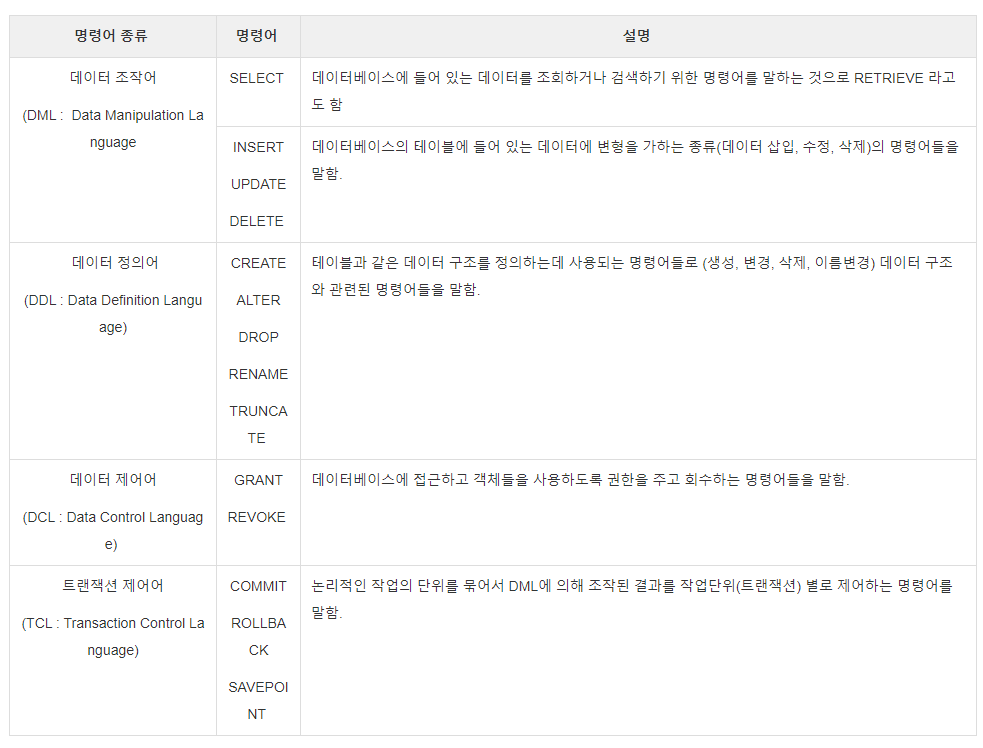 명령어 종류 명령어 설명
데이터 조작어
(DML :  Data Manipulation La
nguage
SELECT
데이터베이스에 들어 있는 데이터를 조회하거나 검색하기 위한 명령어를 말하는 것으로 RETRIEVE 라고
도 함
INSERT
UPDATE
DELETE
데이터베이스의 테이블에 들어 있는 데이터에 변형을 가하는 종류(데이터 삽입, 수정, 삭제)의 명령어들을
말함.
데이터 정의어
(DDL : Data Definition Langu
age)
CREATE
ALTER
DROP
RENAME
TRUNCA
TE
테이블과 같은 데이터 구조를 정의하는데 사용되는 명령어들로 (생성, 변경, 삭제, 이름변경) 데이터 구조
와 관련된 명령어들을 말함.
데이터 제어어
(DCL : Data Control Languag
e)
GRANT
REVOKE
데이터베이스에 접근하고 객체들을 사용하도록 권한을 주고 회수하는 명령어들을 말함.
트랜잭션 제어어
(TCL : Transaction Control La
nguage)
COMMIT
ROLLBA
CK
SAVEPOI
NT
논리적인 작업의 단위를 묶어서 DML에 의해 조작된 결과를 작업단위(트랜잭션) 별로 제어하는 명령어를
말함.